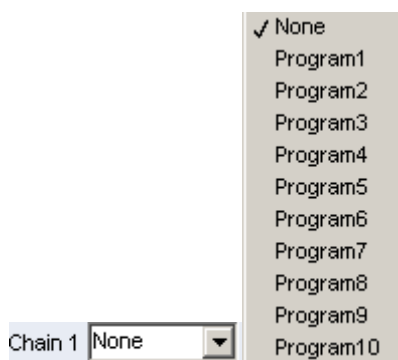 None
Program1
Program2
Program3
Program4
Program5
Program6
Program7
Program8
Program9
Program10
Chain 1 None